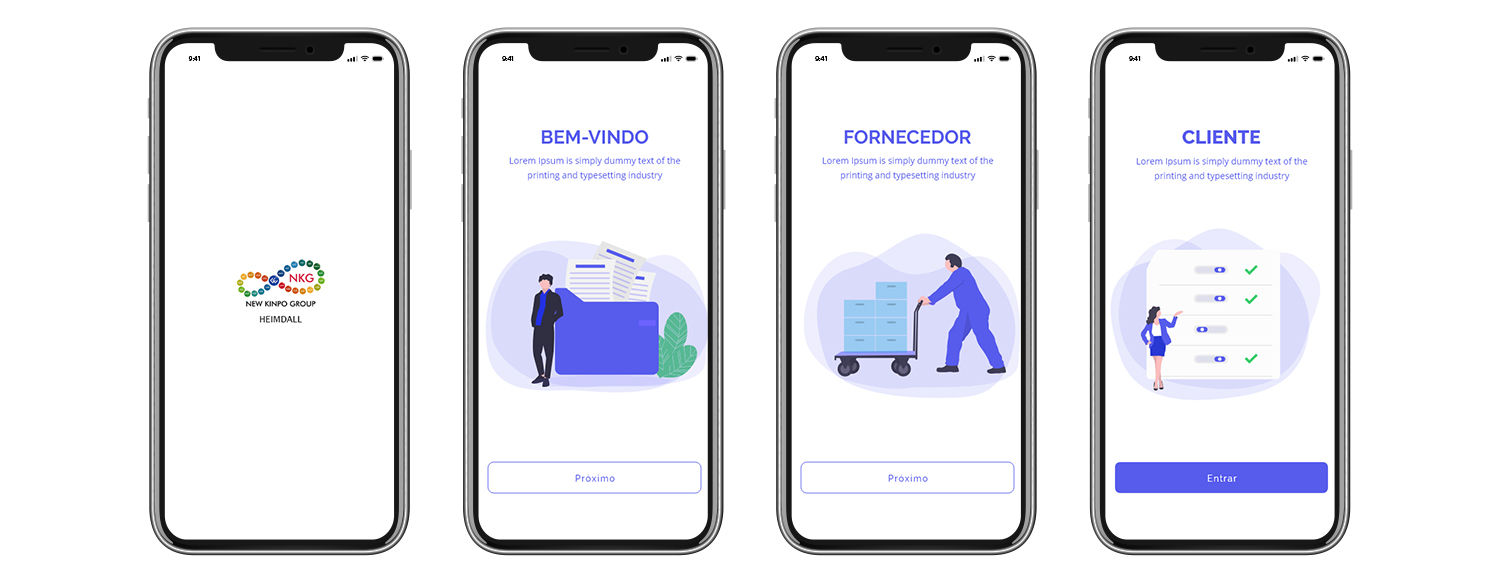 9:41
NKG
NEW KINPO GROUP
HEIMDALL
9:41
BEM-VINDO
Lorem Ipsum is simply dummy text of the
printing and typesetting industry
Próximo
9:41
FORNECEDOR
Lorem Ipsum is simply dummy text of the
printing and typesetting industry
Próximo
9:41
CLIENTE
Lorem Ipsum is simply dummy text of the
printing and typesetting industry
Entrar